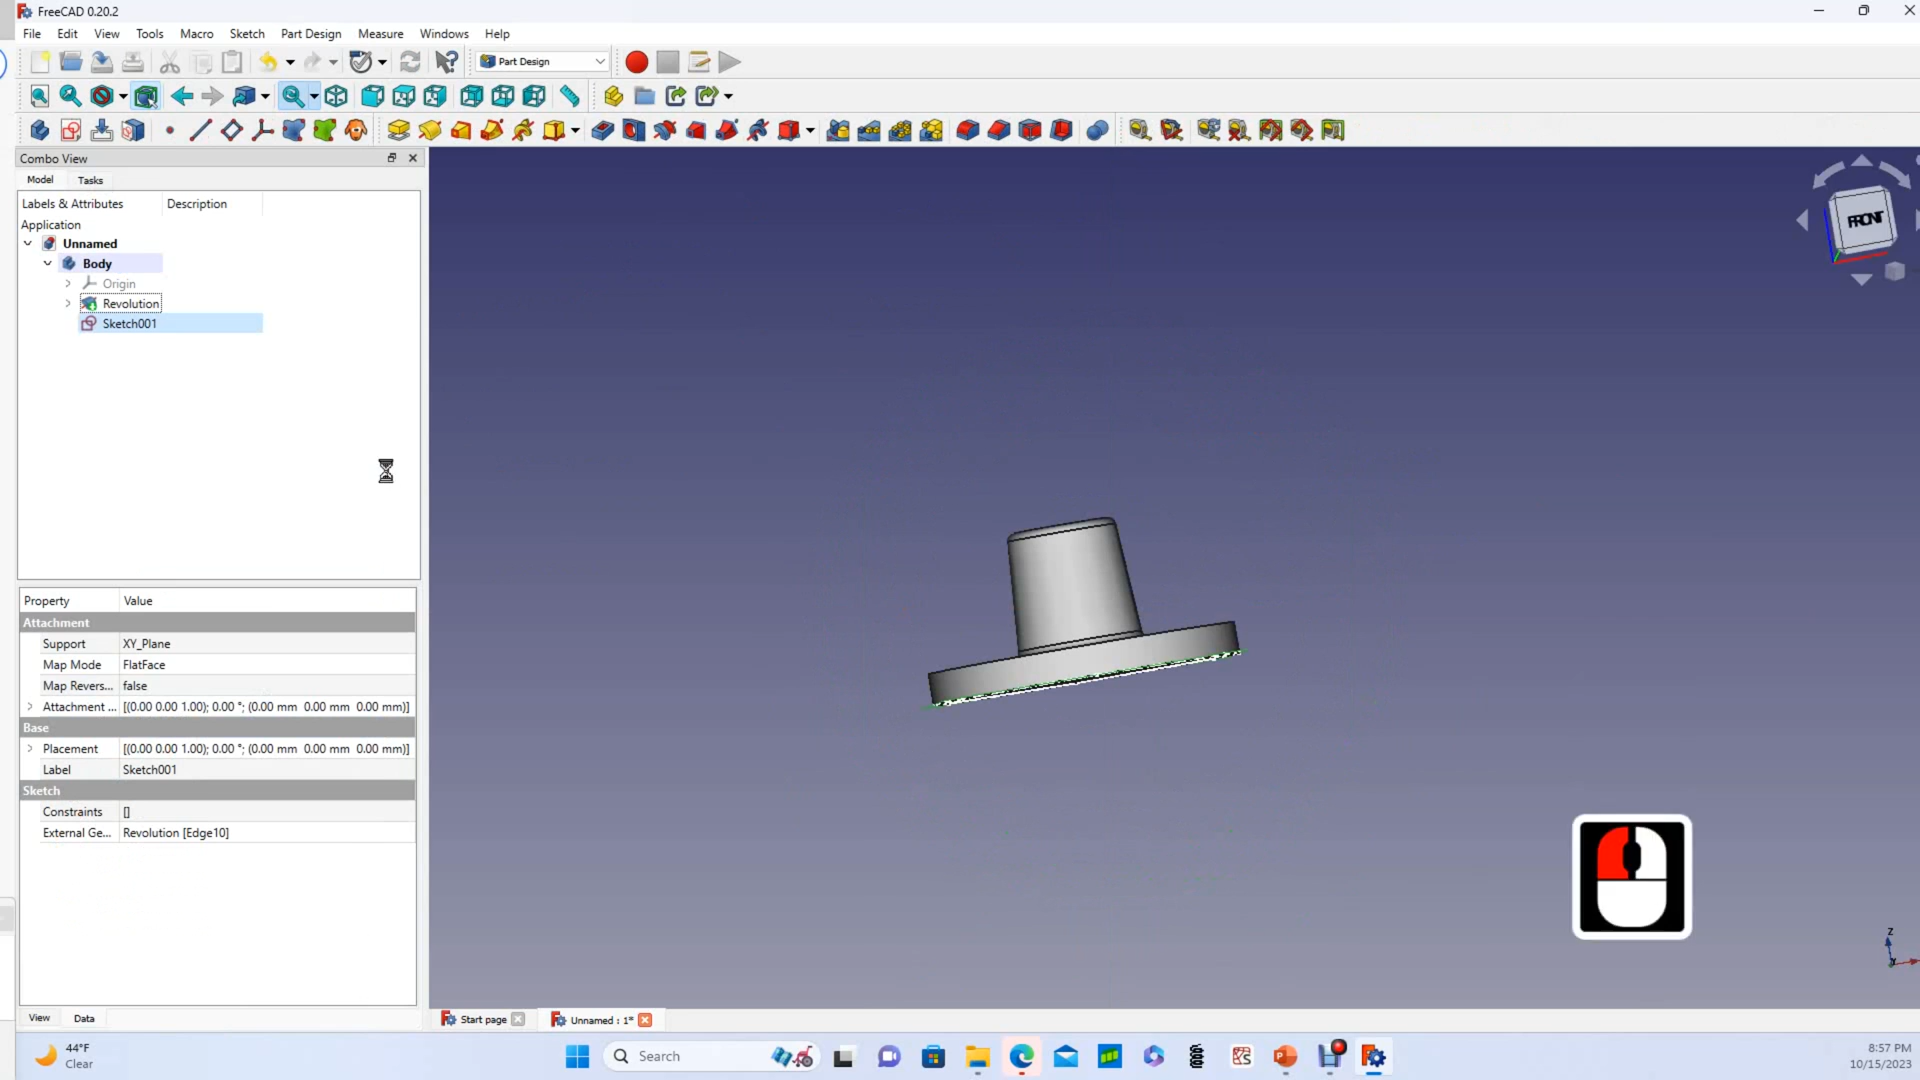 FreeCAD 0.20.2
File Edit View Tools Macro Sketch Part Design Measure Windows Help
Part Design
Combo View
Model Tasks
Labels & Attributes Description
Application
Unnamed
Body
Origin
Revolution
Sketch001
FRONT
Property Value
Attachment
Support XY_Plane
Map Mode FlatFace
Map Revers... false
Attachment ... [(0.00 0.00 1.00); 0.00 °; (0.00 mm 0.00 mm 0.00 mm)]
Base
Placement [(0.00 0.00 1.00); 0.00 °; (0.00 mm 0.00 mm 0.00 mm)]
Label Sketch001
Sketch
Constraints []
External Ge... Revolution [Edge10]
Z
View Data
Start page Unnamed : 1*
44°F
Clear
Search
8:57 PM
10/15/2023